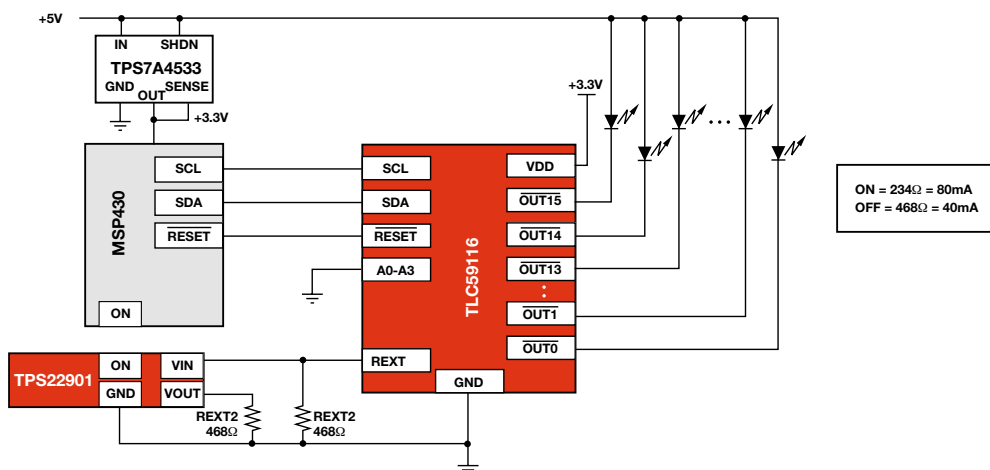 +5V
IN SHDN
TPS7A4533
GND SENSE
OUT
+3.3V
+3.3V
MSP430
SCL
SDA
RESET
ON
TLC59116
SCL
SDA
RESET
A0-A3
REXT
GND
VDD
OUT15
OUT14
OUT13
OUT1
OUT0
ON = 234Ω = 80mA
OFF = 468Ω = 40mA
TPS22901
ON VIN
GND VOUT
REXT2
468Ω
REXT2
468Ω